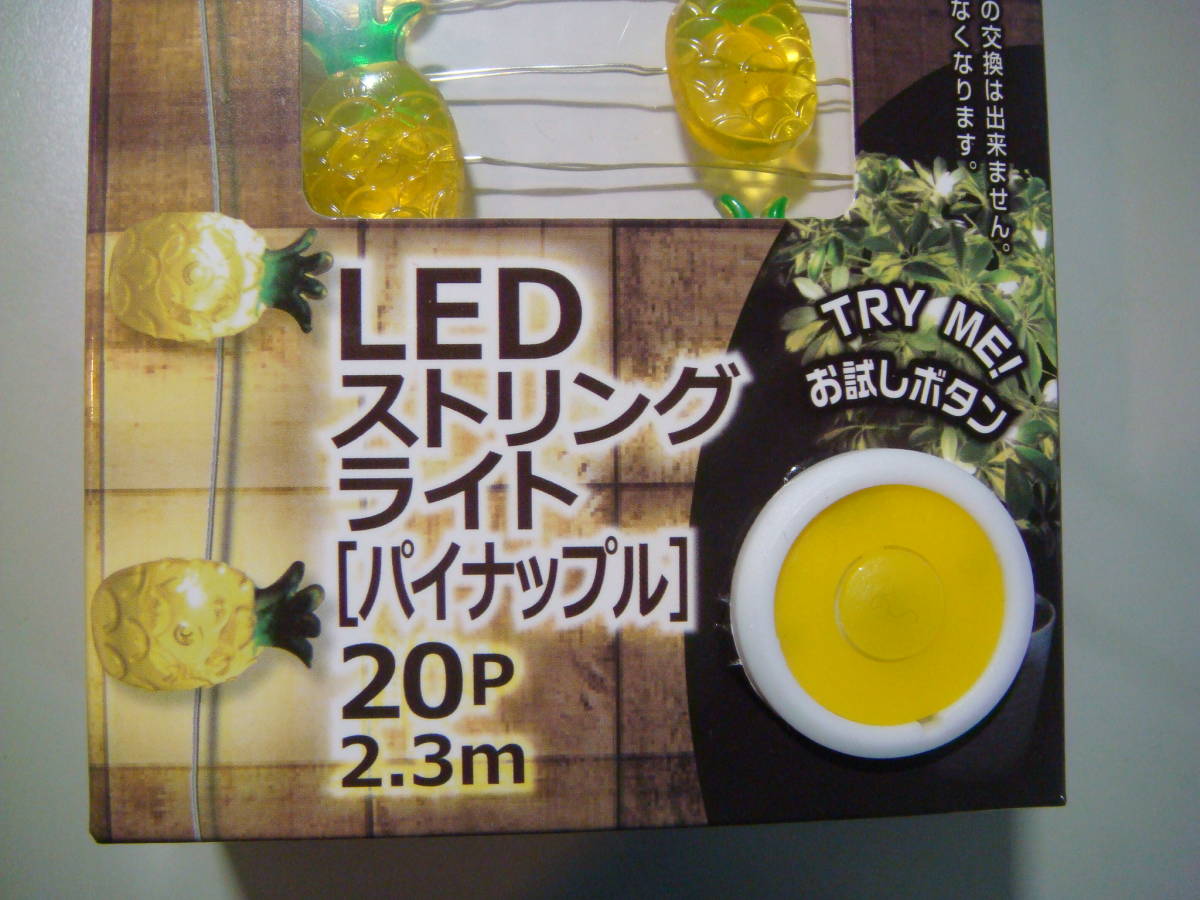 の交換は出来ません。
なくなります。
TRY ME!
お試しボタン
LED
ストリング
ライト
[パイナップル]
20P
2.3m